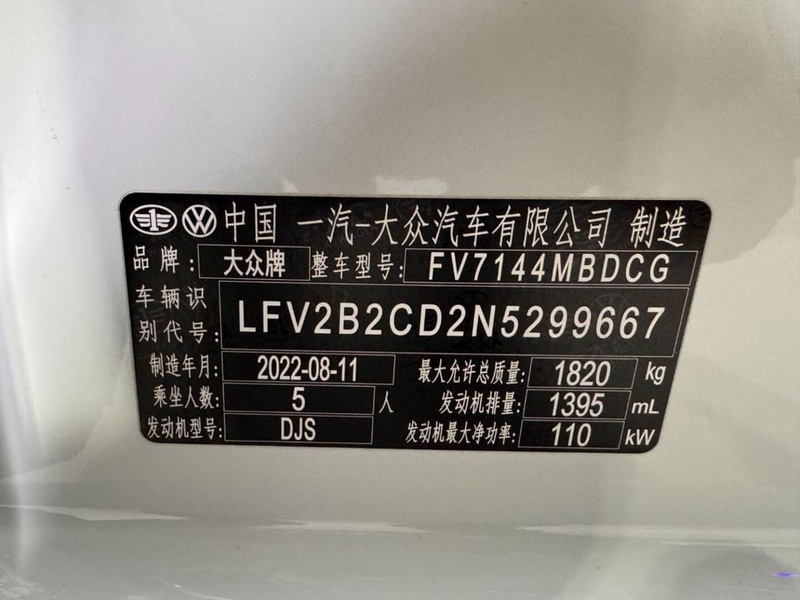 中国 一汽-大众汽车有限公司 制造
品牌: 大众牌 整车型号: FV7144MBDCG
车辆识别代号: LFV2B2CD2N5299667
制造年月: 2022-08-11 最大允许总质量: 1820 kg
乘坐人数: 5 人 发动机排量: 1395 mL
发动机型号: DJS 发动机最大净功率: 110 kW